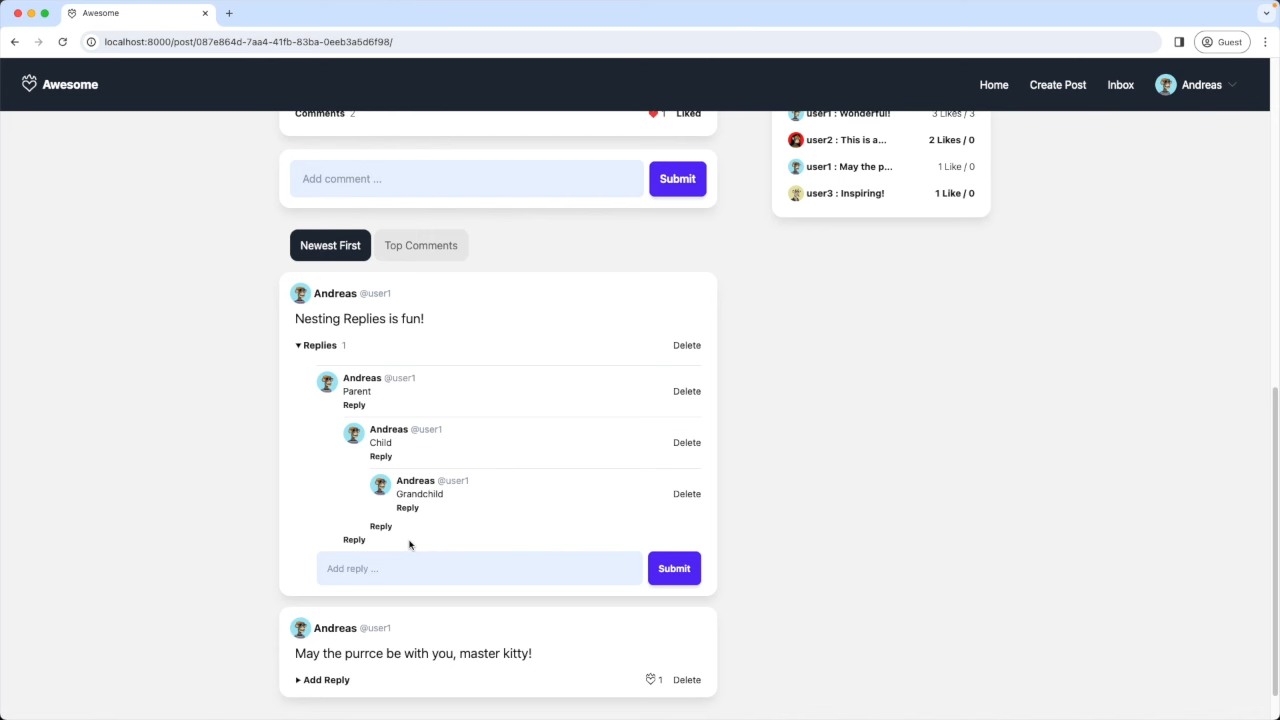 Awesome
localhost:8000/post/087e864d-7aa4-41fb-83ba-0eeb3a5d6f98/
Guest
Awesome
Home Create Post Inbox Andreas
Comments 2 1 Liked
user1 : Wonderful! 3 Likes / 3
user2 : This is a... 2 Likes / 0
user1 : May the p... 1 Like / 0
user3 : Inspiring! 1 Like / 0
Add comment ... Submit
Newest First Top Comments
Andreas @user1
Nesting Replies is fun!
Replies 1 Delete
Andreas @user1
Parent Delete
Reply
Andreas @user1
Child Delete
Reply
Andreas @user1
Grandchild Delete
Reply
Reply
Reply
Add reply ... Submit
Andreas @user1
May the purrce be with you, master kitty!
Add Reply 1 Delete